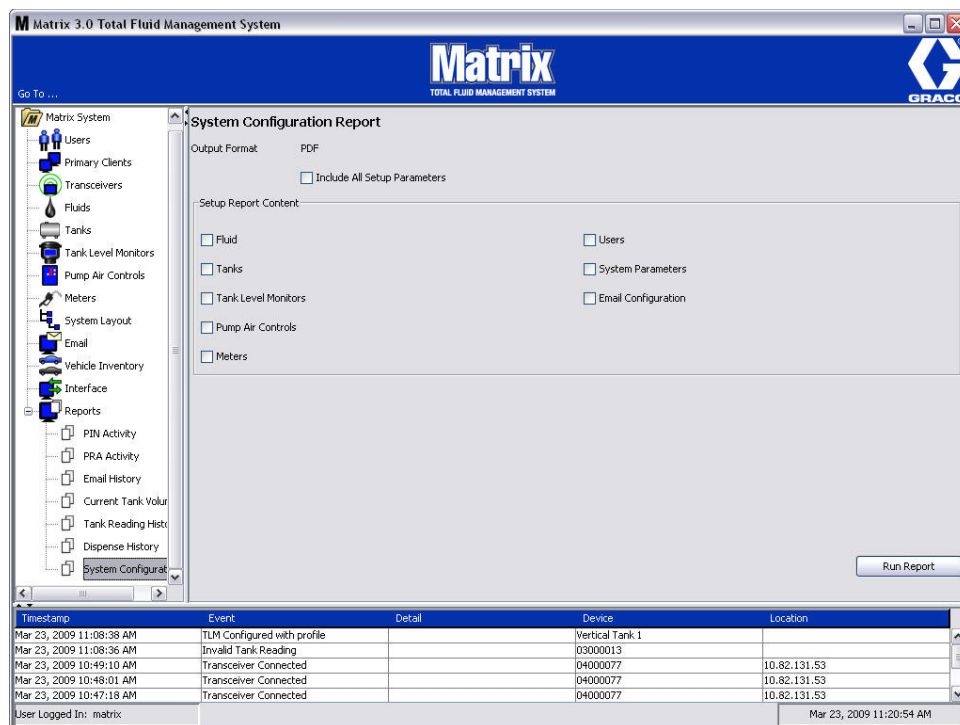 Matrix 3.0 Total Fluid Management System
Matrix
TOTAL FLUID MANAGEMENT SYSTEM
GRACO
Go To ...
Matrix System
Users
Primary Clients
Transceivers
Fluids
Tanks
Tank Level Monitors
Pump Air Controls
Meters
System Layout
Email
Vehicle Inventory
Interface
Reports
PIN Activity
PRA Activity
Email History
Current Tank Volur
Tank Reading Histo
Dispense History
System Configurat
System Configuration Report
Output Format PDF
Include All Setup Parameters
Setup Report Content
Fluid Users
Tanks System Parameters
Tank Level Monitors Email Configuration
Pump Air Controls
Meters
Run Report
Timestamp Event Detail Device Location
Mar 23, 2009 11:08:38 AM TLM Configured with profile Vertical Tank 1
Mar 23, 2009 11:08:36 AM Invalid Tank Reading 03000013
Mar 23, 2009 10:49:10 AM Transceiver Connected 04000077 10.82.131.53
Mar 23, 2009 10:48:01 AM Transceiver Connected 04000077 10.82.131.53
Mar 23, 2009 10:47:18 AM Transceiver Connected 04000077 10.82.131.53
User Logged In: matrix Mar 23, 2009 11:20:54 AM